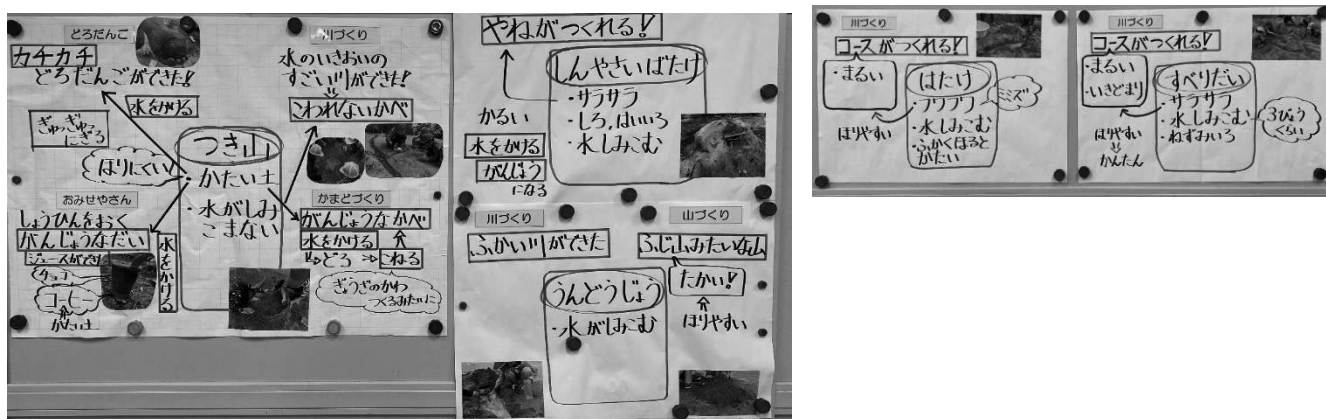 どろだんご
カチカチ
どろだんごができた!
水をかける
ぎゅっぎゅっ
にぎる
川づくり
水のいきおいの
すごい川ができた!
こわれないかべ
つき山
ほりにくい
・かたい土
・水がしみ
こまない
おみせやさん
しょうひんをおく
がんじょうなだい
ジュースができた
コーヒー
水をかける
かまどづくり
がんじょうなかべ
水をかける
どろ
こねる
ぎょうざのかわ
つくるみたいに
やねがつくれる!
しんやさいばたけ
・サラサラ
・しろ、はいいろ
・水しみこむ
かるい
水をかける
がんじょう
になる
川づくり
ふかい川ができた
山づくり
ふじ山みたいな山
たかい!
ほりやすい
うんどうじょう
・水がしみこむ
川づくり
コースがつくれる!
・まるい
ほりやすい
はたけ
・フワフワ
・水しみこむ
・ふかくほると
かたい
ミミズ
川づくり
コースがつくれる!
・まるい
・いきどまり
ほりやすい
かんたん
すべりだい
・サラサラ
・水しみこむ
・ねずみいろ
3びょう
くらい